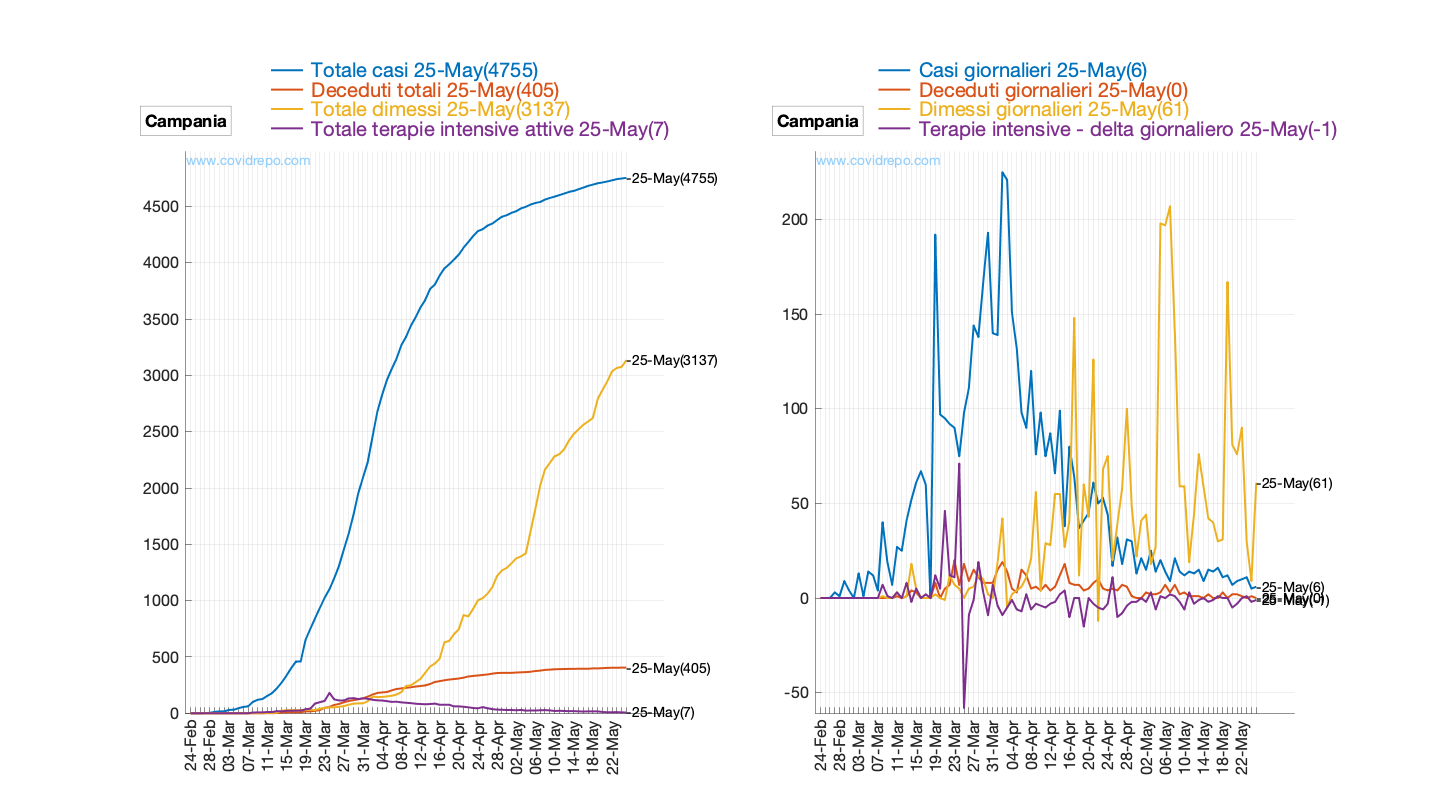 Totale casi 25-May(4755)
Deceduti totali 25-May(405)
Totale dimessi 25-May(3137)
Totale terapie intensive attive 25-May(7)
Campania
www.covidrepo.com
-25-May(4755)
-25-May(3137)
-25-May(405)
-25-May(7)
4500
4000
3500
3000
2500
2000
1500
1000
500
0
24-Feb
28-Feb
03-Mar
07-Mar
11-Mar
15-Mar
19-Mar
23-Mar
27-Mar
31-Mar
04-Apr
08-Apr
12-Apr
16-Apr
20-Apr
24-Apr
28-Apr
02-May
06-May
10-May
14-May
18-May
22-May
Casi giornalieri 25-May(6)
Deceduti giornalieri 25-May(0)
Dimessi giornalieri 25-May(61)
Terapie intensive - delta giornaliero 25-May(-1)
Campania
www.covidrepo.com
200
150
100
50
0
-50
-25-May(61)
-25-May(6)
-25-May(0)
-25-May(-1)
24-Feb
28-Feb
03-Mar
07-Mar
11-Mar
15-Mar
19-Mar
23-Mar
27-Mar
31-Mar
04-Apr
08-Apr
12-Apr
16-Apr
20-Apr
24-Apr
28-Apr
02-May
06-May
10-May
14-May
18-May
22-May